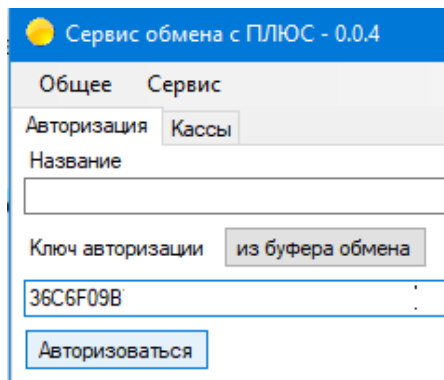 Сервис обмена с ПЛЮС - 0.0.4
Общее Сервис
Авторизация Кассы
Название
Ключ авторизации из буфера обмена
36C6F09B
Авторизоваться